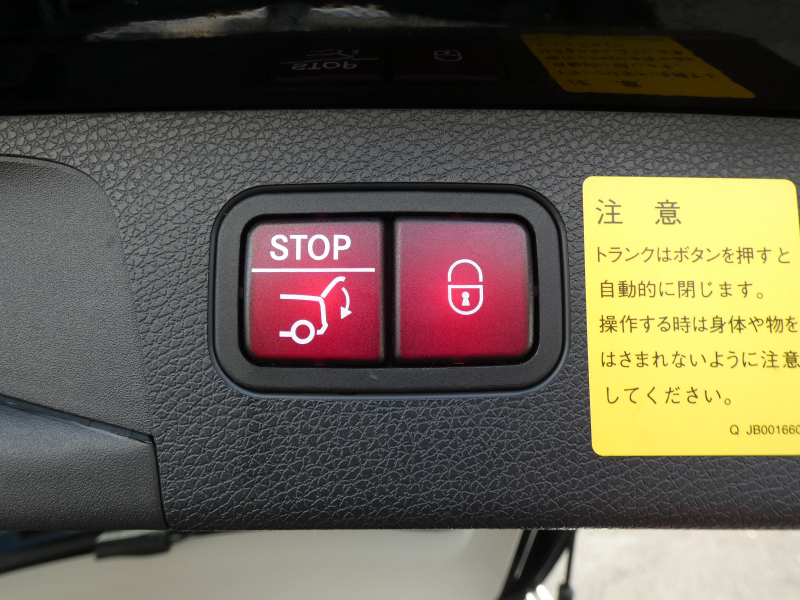 STOP
注意
トランクはボタンを押すと
自動的に閉じます。
操作する時は身体や物を
はさまれないように注意
してください。
Q JB001660